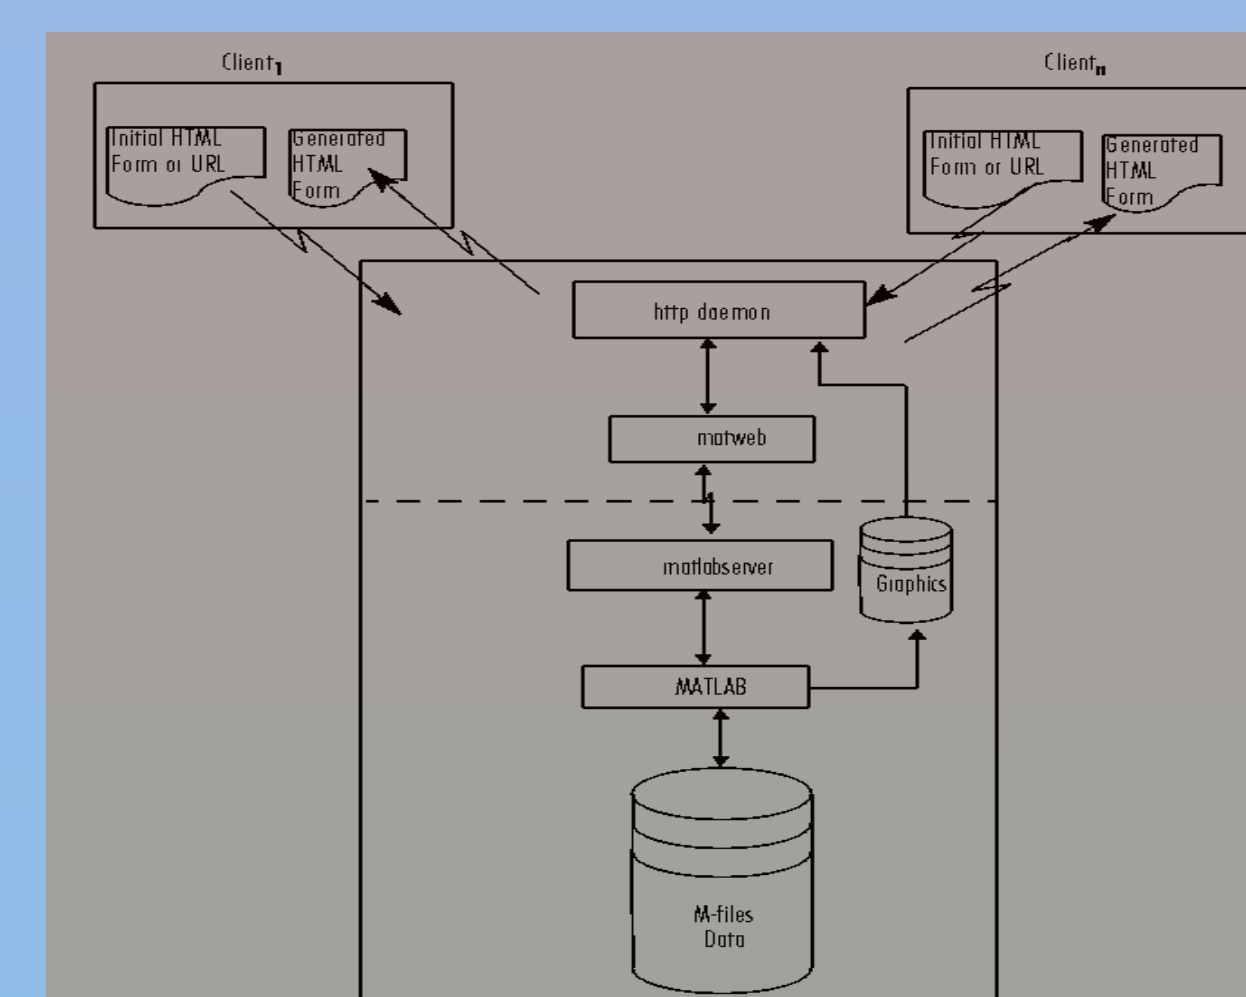 Client1
Initial HTML
Form or URL
Generated
HTML
Form
Clientn
Initial HTML
Form or URL
Generated
HTML
Form
http daemon
matweb
matlabserver
Graphics
MATLAB
M-files
Data